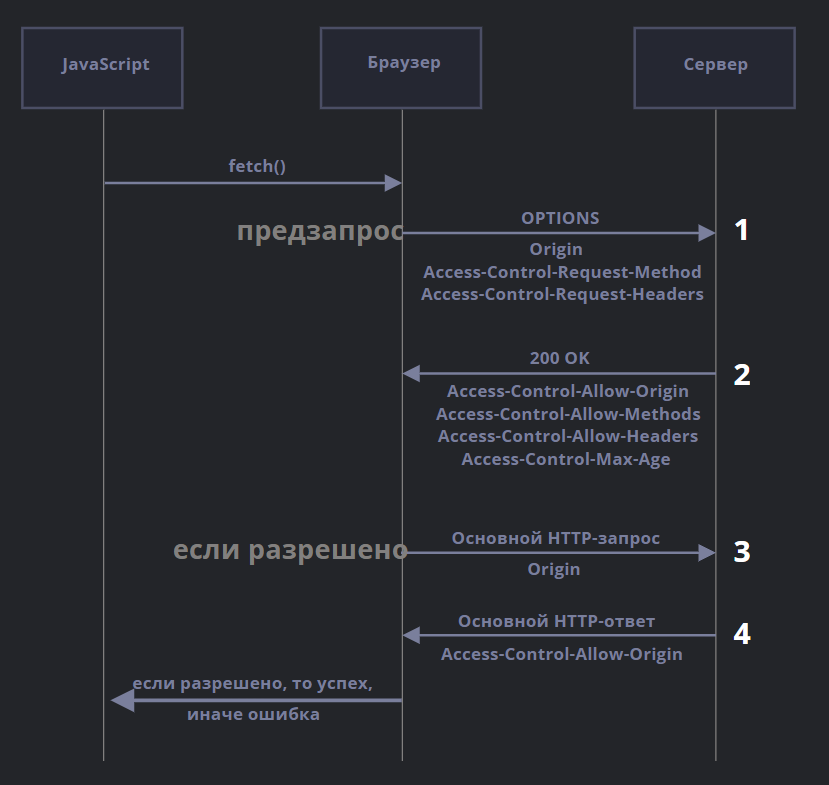 JavaScript
Браузер
Сервер
fetch()
OPTIONS
предзапрос
1
Origin
Access-Control-Request-Method
Access-Control-Request-Headers
200 OK
2
Access-Control-Allow-Origin
Access-Control-Allow-Methods
Access-Control-Allow-Headers
Access-Control-Max-Age
Основной HTTP-запрос
если разрешено
3
Origin
Основной HTTP-ответ
4
Access-Control-Allow-Origin
если разрешено, то успех,
иначе ошибка